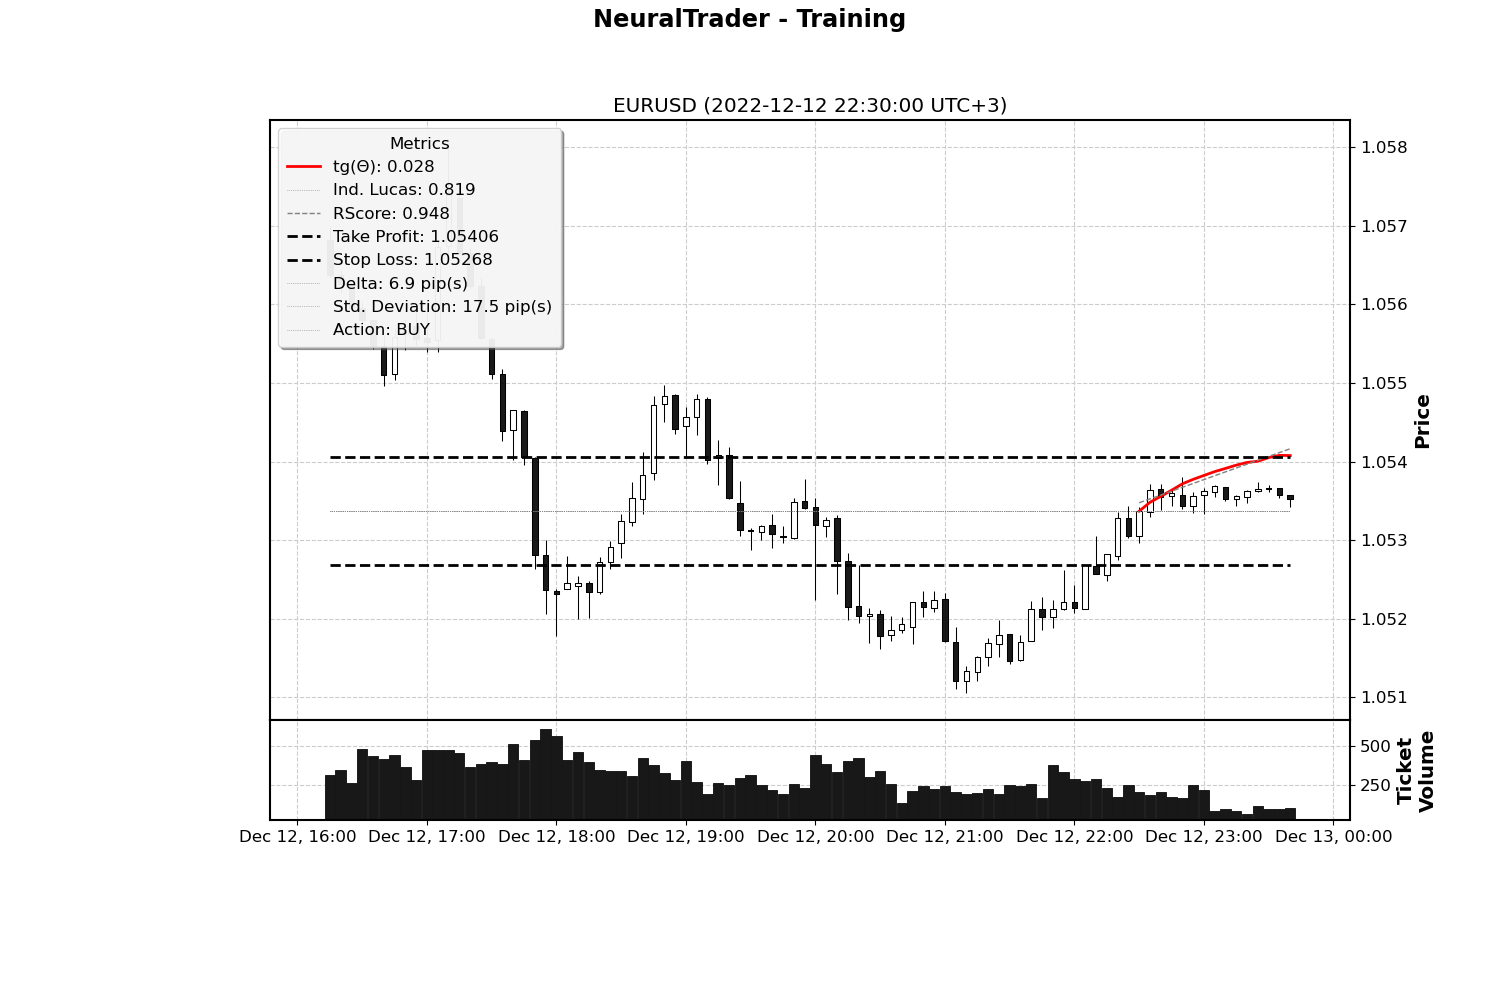 NeuralTrader - Training
EURUSD (2022-12-12 22:30:00 UTC+3)
Metrics
tg(Θ): 0.028
Ind. Lucas: 0.819
RScore: 0.948
Take Profit: 1.05406
Stop Loss: 1.05268
Delta: 6.9 pip(s)
Std. Deviation: 17.5 pip(s)
Action: BUY
1.058
1.057
1.056
1.055
1.054
1.053
1.052
1.051
Price
500
250
Ticket
Volume
Dec 12, 16:00 Dec 12, 17:00 Dec 12, 18:00 Dec 12, 19:00 Dec 12, 20:00 Dec 12, 21:00 Dec 12, 22:00 Dec 12, 23:00 Dec 13, 00:00